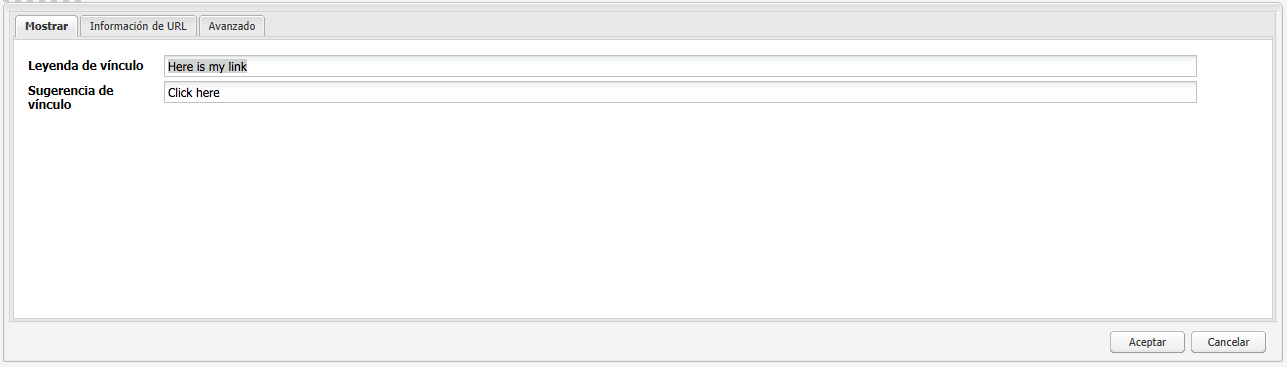 Mostrar Información de URL Avanzado
Leyenda de vínculo Here is my link
Sugerencia de
vínculo
Click here
Aceptar Cancelar